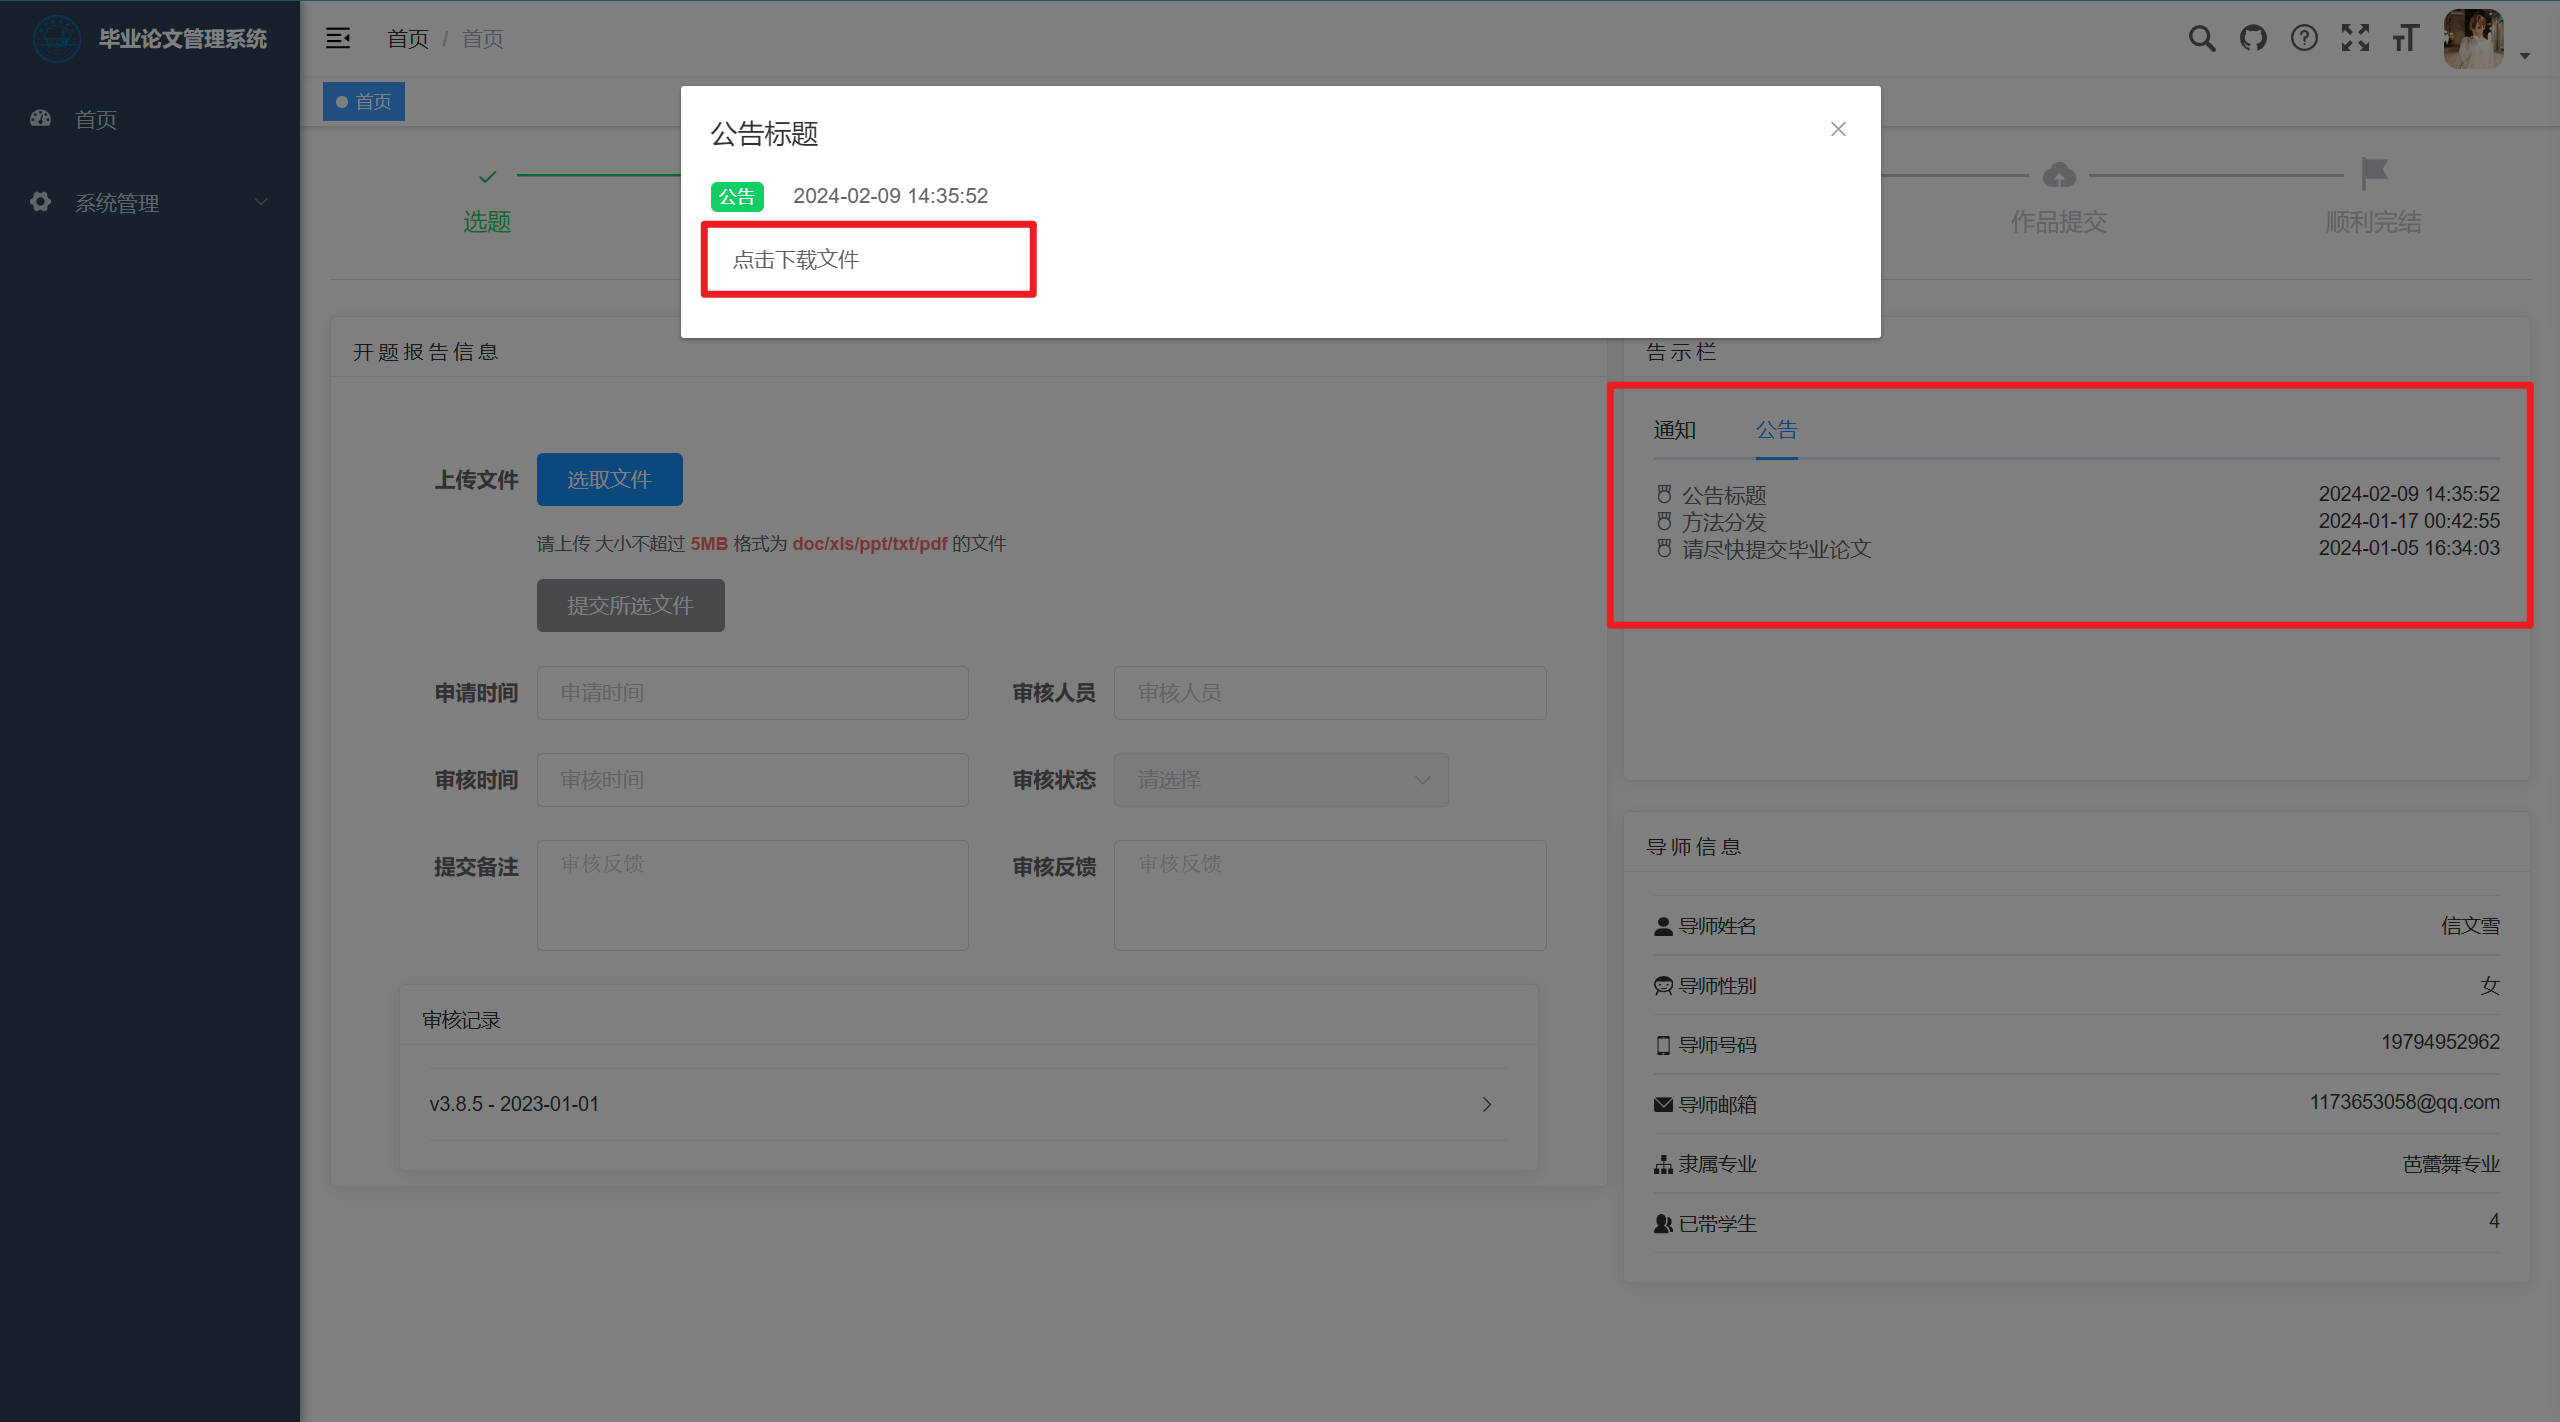 毕业论文管理系统
首页 / 首页
首页
系统管理
首页
选题
作品提交
顺利完结
公告标题
公告 2024-02-09 14:35:52
点击下载文件
开题报告信息
上传文件 选取文件
请上传 大小不超过 5MB 格式为 doc/xls/ppt/txt/pdf 的文件
提交所选文件
申请时间 申请时间 审核人员 审核人员
审核时间 审核时间 审核状态 请选择
提交备注 审核反馈 审核反馈 审核反馈
审核记录
v3.8.5 - 2023-01-01
告示栏
通知 公告
公告标题 2024-02-09 14:35:52
方法分发 2024-01-17 00:42:55
请尽快提交毕业论文 2024-01-05 16:34:03
导师信息
导师姓名 信文雪
导师性别 女
导师号码 19794952962
导师邮箱 1173653058@qq.com
隶属专业 芭蕾舞专业
已带学生 4